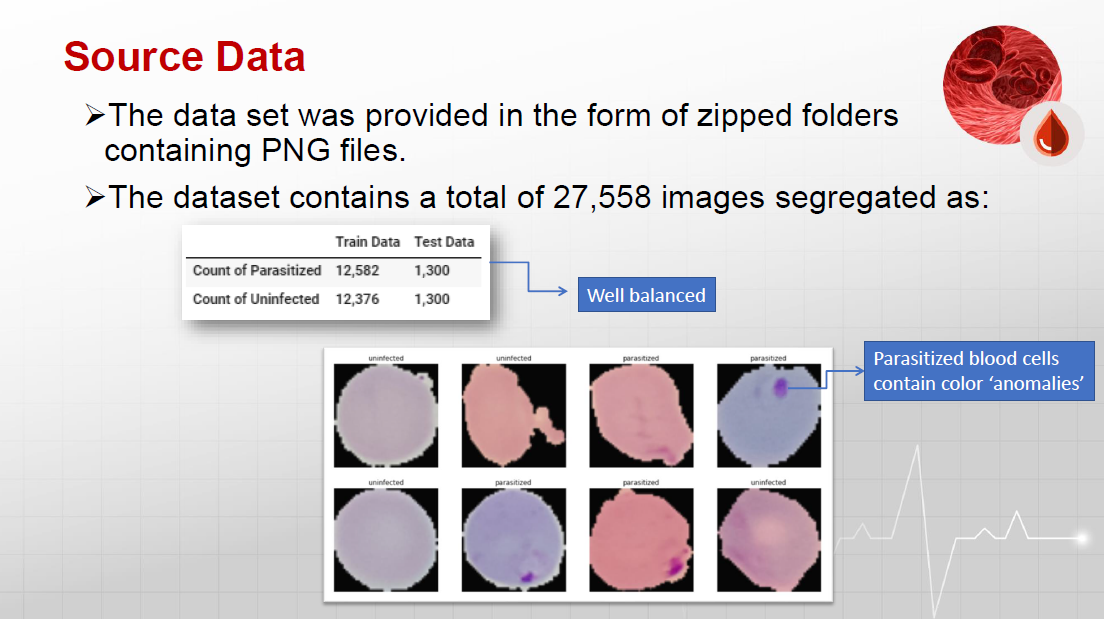 Source Data
➢The data set was provided in the form of zipped folders
containing PNG files.
➢The dataset contains a total of 27,558 images segregated as:
Train Data Test Data
Count of Parasitized 12,582 1,300
Count of Uninfected 12,376 1,300
Well balanced
uninfected uninfected parasitized parasitized
Parasitized blood cells
contain color ‘anomalies’
uninfected parasitized parasitized uninfected